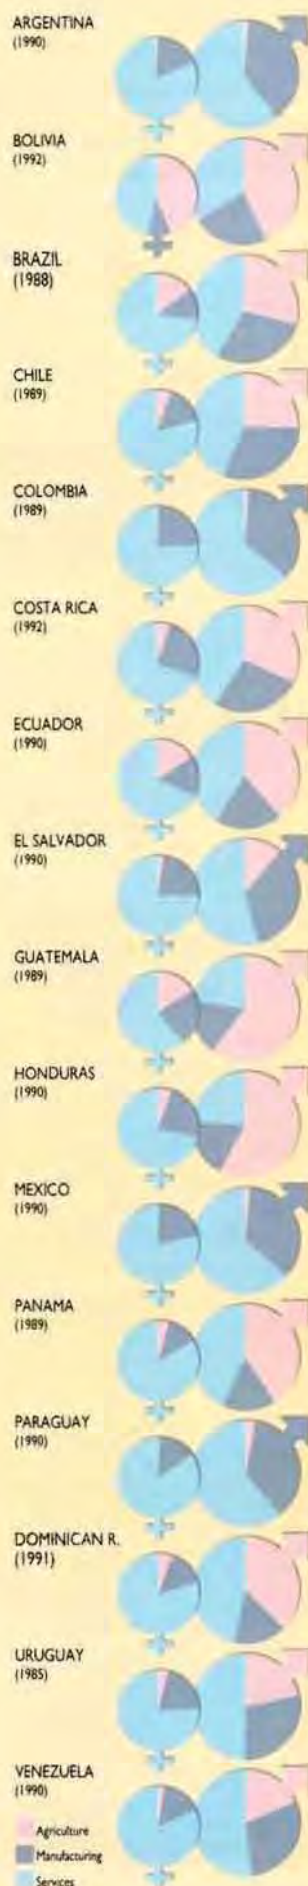 ARGENTINA
(1990)
BOLIVIA
(1992)
BRAZIL
(1988)
CHILE
(1989)
COLOMBIA
(1989)
COSTA RICA
(1992)
ECUADOR
(1990)
EL SALVADOR
(1990)
GUATEMALA
(1989)
HONDURAS
(1990)
MEXICO
(1990)
PANAMA
(1989)
PARAGUAY
(1990)
DOMINICAN R.
(1991)
URUGUAY
(1985)
VENEZUELA
(1990)
Agriculture
Manufacturing
Services